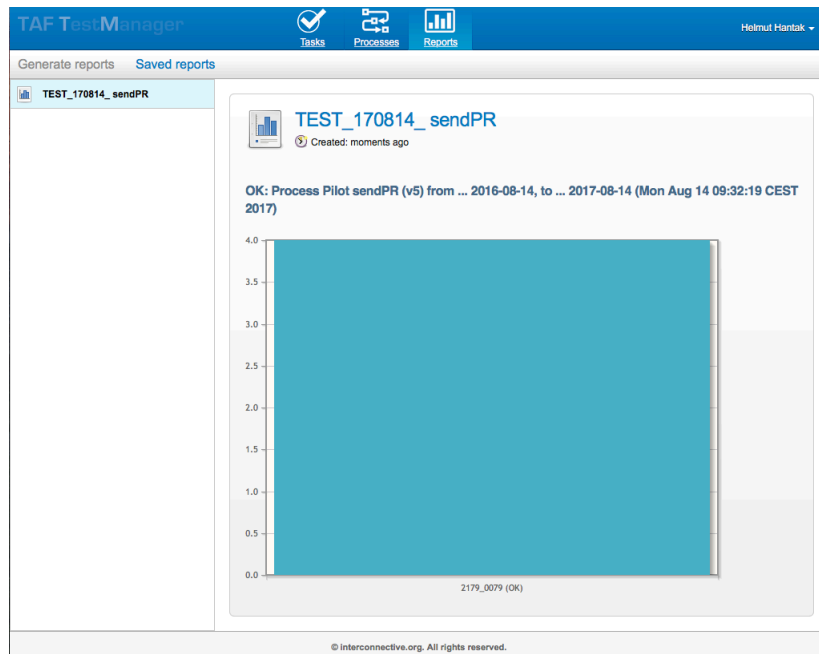 TAF TestManager
Tasks Processes Reports
Helmut Hantak
Generate reports Saved reports
TEST_170814_ sendPR
TEST_170814_ sendPR
Created: moments ago
OK: Process Pilot sendPR (v5) from ... 2016-08-14, to ... 2017-08-14 (Mon Aug 14 09:32:19 CEST
2017)
4.0
3.5
3.0
2.5
2.0
1.5
1.0
0.5
0.0
2179_0079 (OK)
© interconnective.org. All rights reserved.